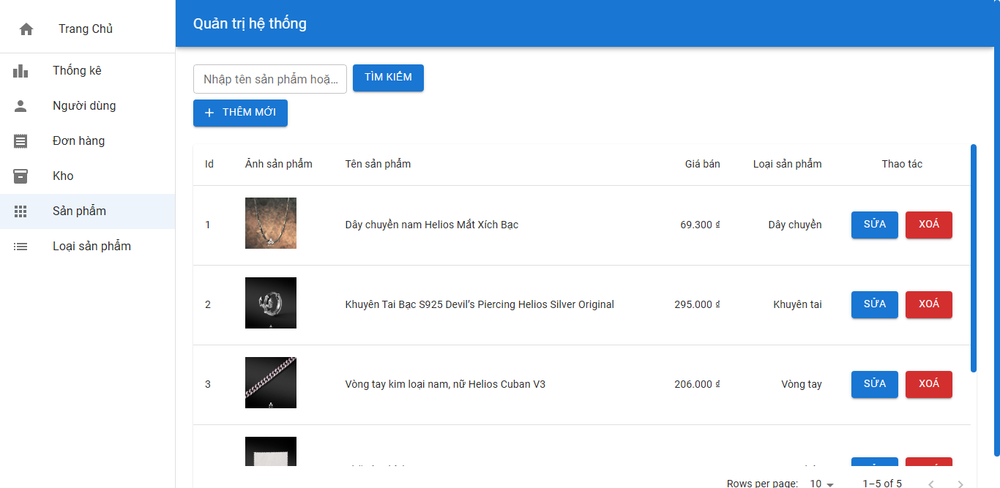 Trang Chủ
Quản trị hệ thống
Thống kê
Người dùng
Đơn hàng
Kho
Sản phẩm
Loại sản phẩm
Nhập tên sản phẩm hoặ...
TÌM KIẾM
THÊM MỚI
Id Ảnh sản phẩm Tên sản phẩm Giá bán Loại sản phẩm Thao tác
1 Dây chuyền nam Helios Mắt Xích Bạc 69.300 ₫ Dây chuyền SỬA XOÁ
2 Khuyên Tai Bạc S925 Devil’s Piercing Helios Silver Original 295.000 ₫ Khuyên tai SỬA XOÁ
3 Vòng tay kim loại nam, nữ Helios Cuban V3 206.000 ₫ Vòng tay SỬA XOÁ
Rows per page: 10 1–5 of 5